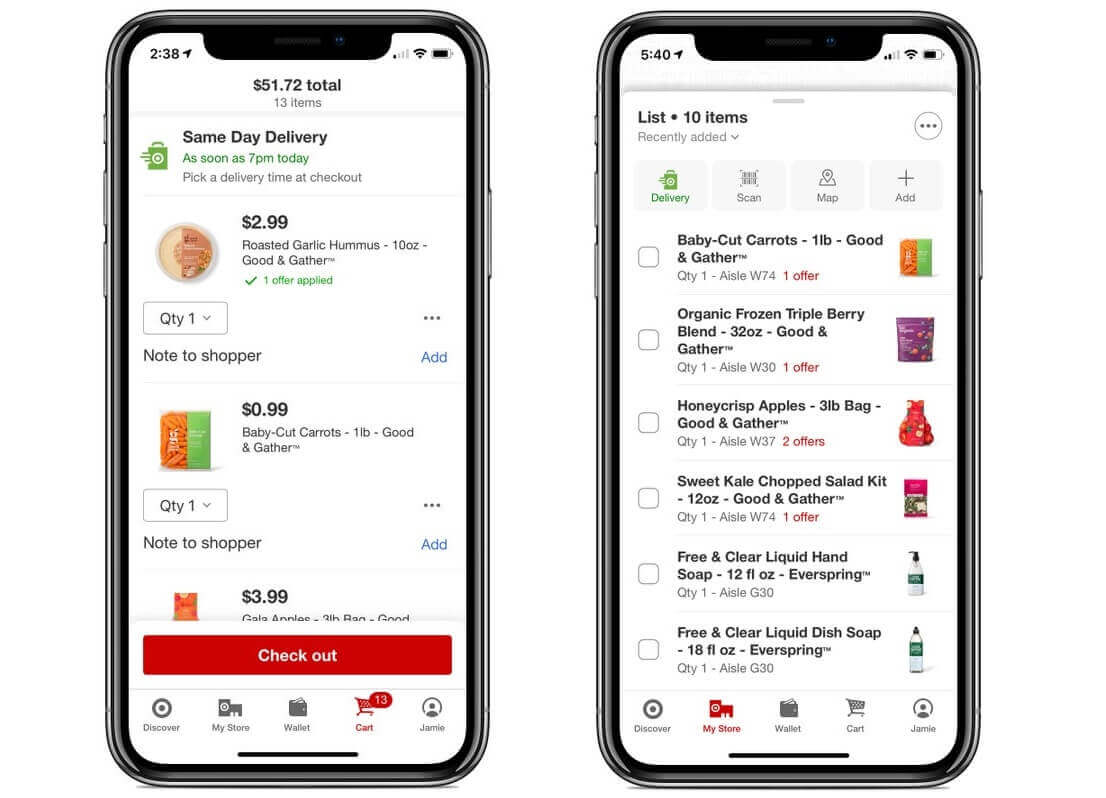 2:38
$51.72 total
13 items
Same Day Delivery
As soon as 7pm today
Pick a delivery time at checkout
$2.99
Roasted Garlic Hummus - 10oz -
Good & Gather™
1 offer applied
Qty 1
Note to shopper
Add
$0.99
Baby-Cut Carrots - 1lb - Good
& Gather™
Qty 1
Note to shopper
Add
$3.99
Gala Apples - 3lb Bag - Good
Check out
Discover
My Store
Wallet
13
Cart
Jamie
5:40
List • 10 items
Recently added
Delivery
Scan
Map
Add
Baby-Cut Carrots - 1lb - Good
& Gather™
Qty 1 - Aisle W74 1 offer
Organic Frozen Triple Berry
Blend - 32oz - Good &
Gather™
Qty 1 - Aisle W30 1 offer
Honeycrisp Apples - 3lb Bag -
Good & Gather™
Qty 1 - Aisle W37 2 offers
Sweet Kale Chopped Salad Kit
- 12oz - Good & Gather™
Qty 1 - Aisle W74 1 offer
Free & Clear Liquid Hand
Soap - 12 fl oz - Everspring™
Qty 1 - Aisle G30
Free & Clear Liquid Dish Soap
- 18 fl oz - Everspring™
Qty 1 - Aisle G30
Discover
My Store
Wallet
Cart
Jamie